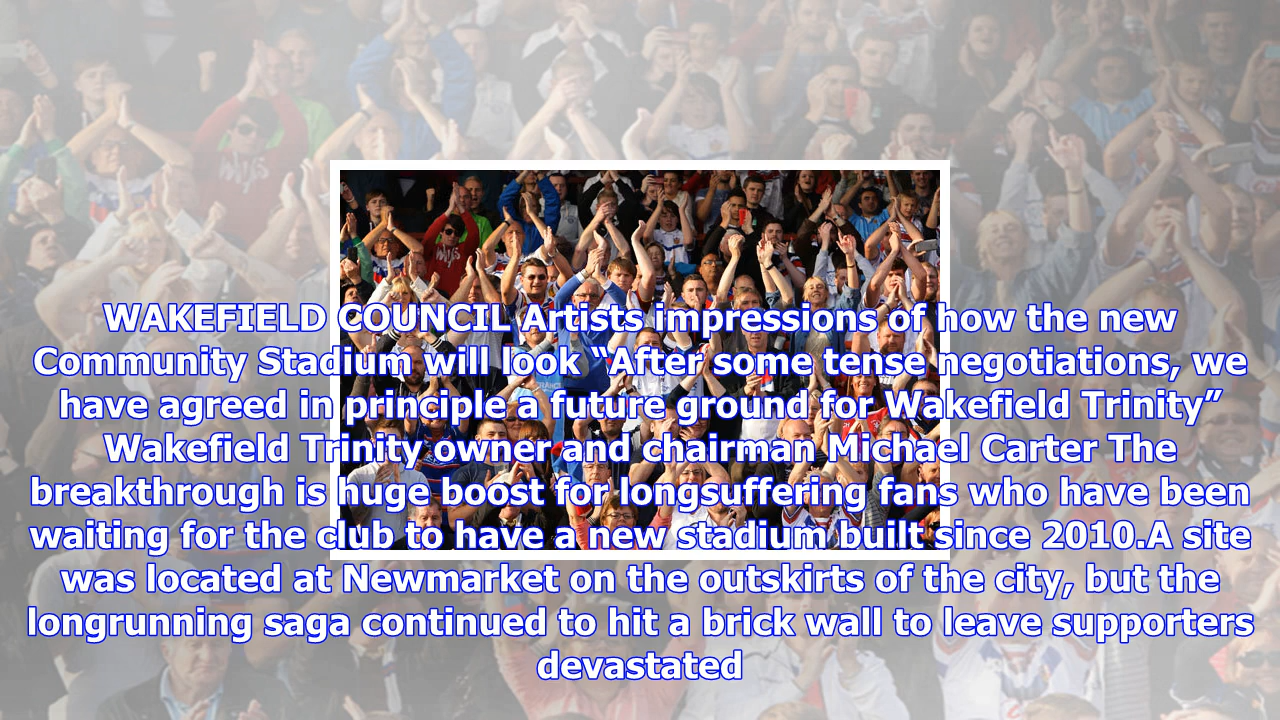 WAKEFIELD COUNCIL Artists impressions of how the new
Community Stadium will look “After some tense negotiations, we
have agreed in principle a future ground for Wakefield Trinity”
Wakefield Trinity owner and chairman Michael Carter The
breakthrough is huge boost for longsuffering fans who have been
waiting for the club to have a new stadium built since 2010.A site
was located at Newmarket on the outskirts of the city, but the
longrunning saga continued to hit a brick wall to leave supporters
devastated